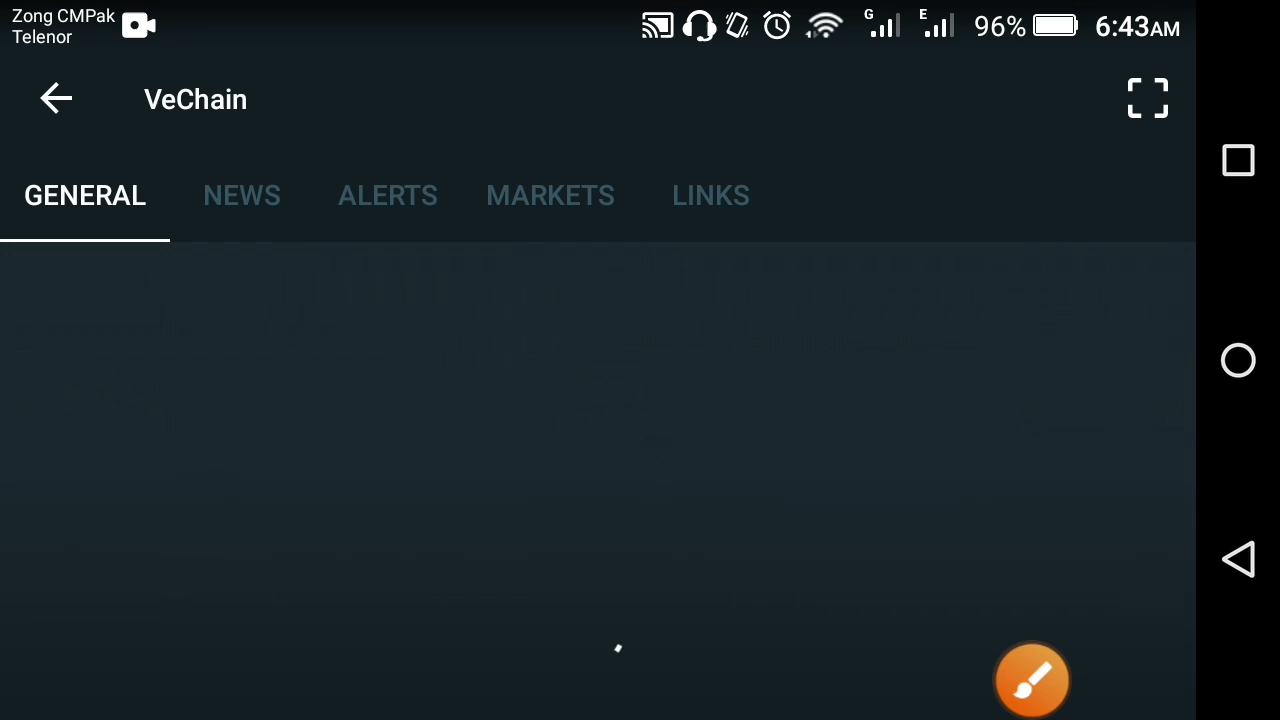 Zong CMPak
Telenor
G E 96% 6:43AM
VeChain
GENERAL NEWS ALERTS MARKETS LINKS